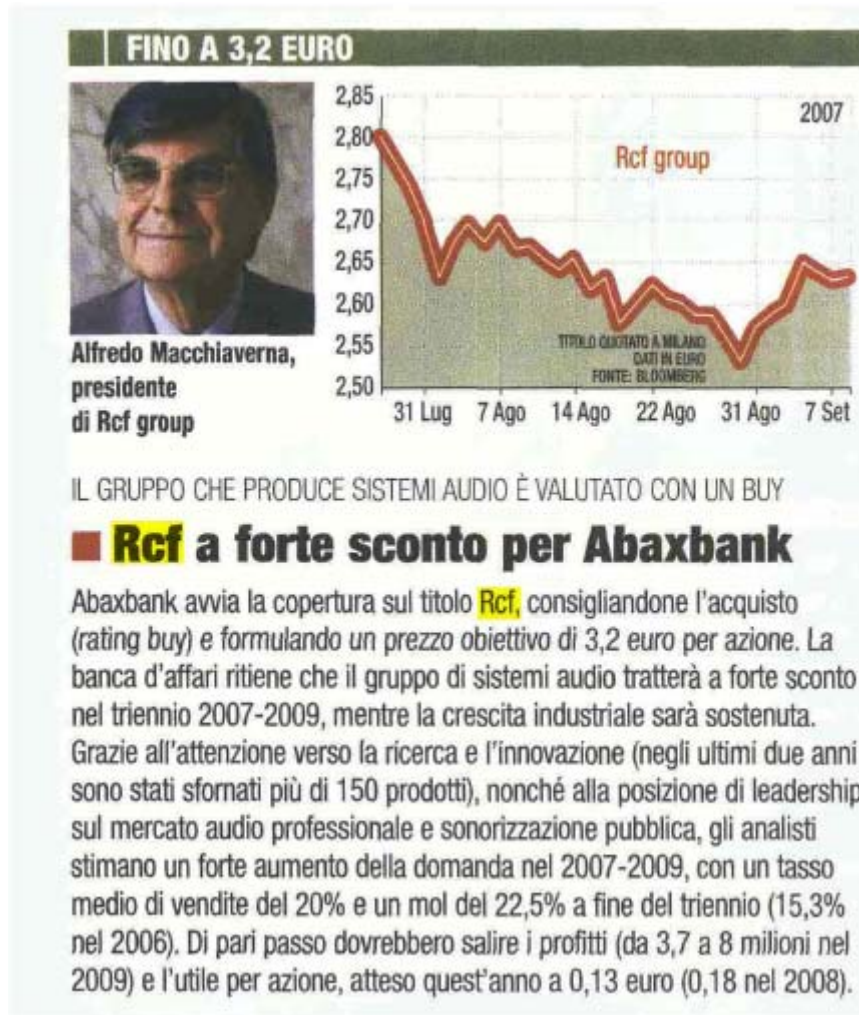 FINO A 3,2 EURO
2,85
2,80
2,75
2,70
2,65
2,60
2,55
2,50
2007
Rcf group
TITOLO QUOTATO A MILANO
DATI IN EURO
FONTE: BLOOMBERG
31 Lug 7 Ago 14 Ago 22 Ago 31 Ago 7 Set
Alfredo Macchiaverna,
presidente
di Rcf group
IL GRUPPO CHE PRODUCE SISTEMI AUDIO È VALUTATO CON UN BUY
Rcf a forte sconto per Abaxbank
Abaxbank avvia la copertura sul titolo Rcf, consigliandone l'acquisto
(rating buy) e formulando un prezzo obiettivo di 3,2 euro per azione. La
banca d'affari ritiene che il gruppo di sistemi audio tratterà a forte sconto
nel triennio 2007-2009, mentre la crescita industriale sarà sostenuta.
Grazie all'attenzione verso la ricerca e l'innovazione (negli ultimi due anni
sono stati sfornati più di 150 prodotti), nonché alla posizione di leadership
sul mercato audio professionale e sonorizzazione pubblica, gli analisti
stimano un forte aumento della domanda nel 2007-2009, con un tasso
medio di vendite del 20% e un mol del 22,5% a fine del triennio (15,3%
nel 2006). Di pari passo dovrebbero salire i profitti (da 3,7 a 8 milioni nel
2009) e l'utile per azione, atteso quest'anno a 0,13 euro (0,18 nel 2008).